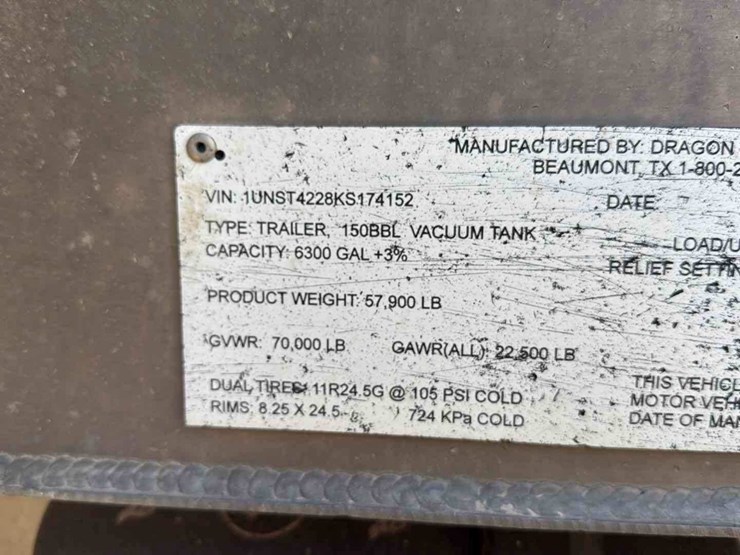 MANUFACTURED BY: DRAGON
BEAUMONT, TX 1-800-2
VIN: 1UNST4228KS174152 DATE
TYPE: TRAILER, 150BBL VACUUM TANK
LOAD/U
CAPACITY: 6300 GAL +3%
RELIEF SETTIN
PRODUCT WEIGHT: 57,900 LB
GVWR: 70,000 LB GAWR(ALL): 22,500 LB
THIS VEHICL
DUAL TIRES: 11R24.5G @ 105 PSI COLD
MOTOR VEH
RIMS: 8.25 X 24.5 724 KPa COLD
DATE OF MAN